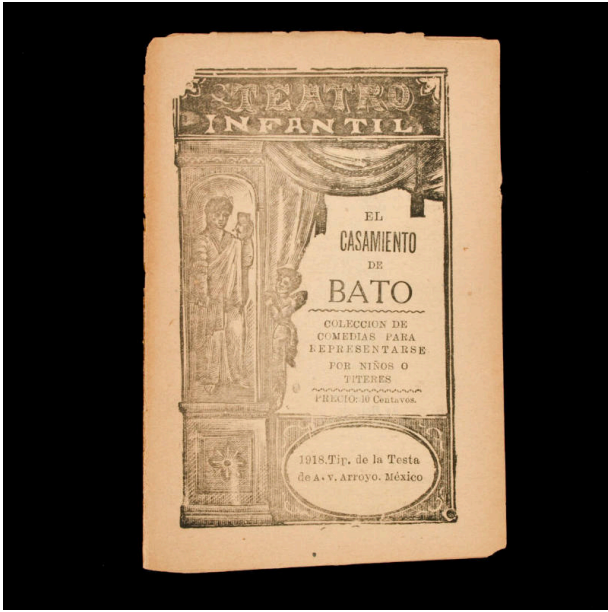 TEATRO
INFANTIL
EL
CASAMIENTO
DE
BATO
COLECCION DE
COMEDIAS PARA
REPRESENTARSE
POR NIÑOS O
TITERES
PRECIO: 10 Centavos.
1918. Tip. de la Testa
de A. v. Arroyo. México